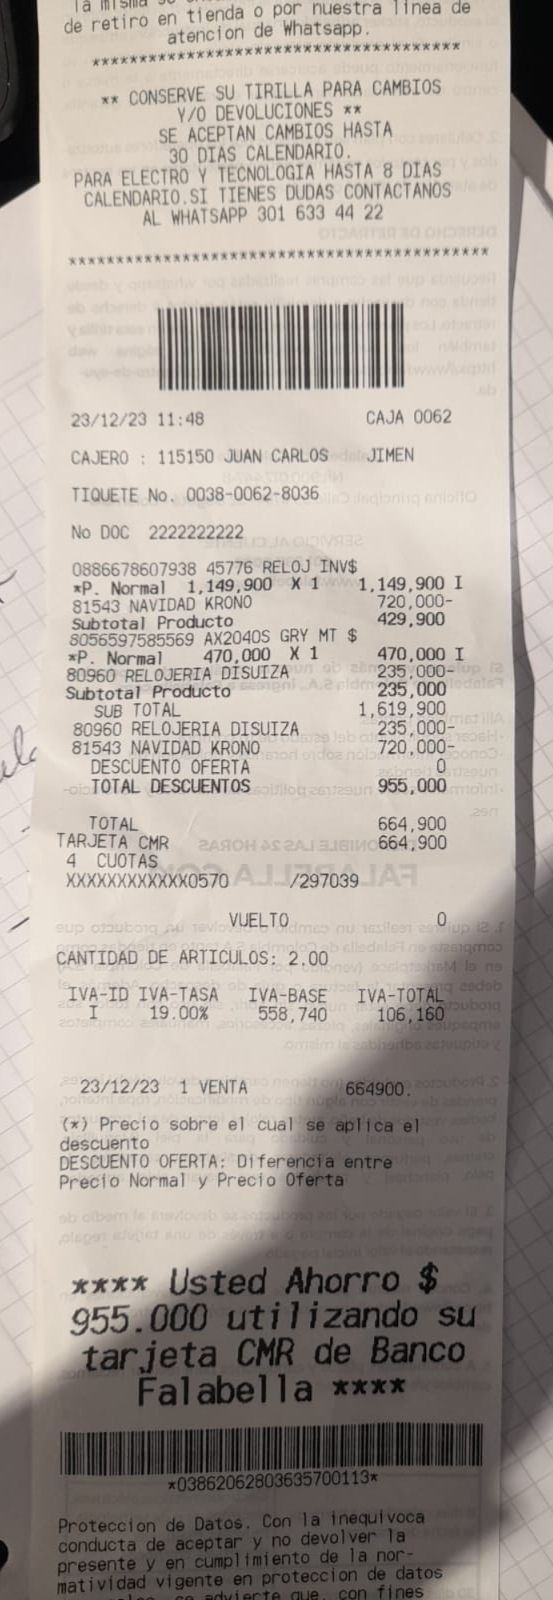 la misma
de retiro en tienda o por nuestra linea de
atencion de Whatsapp.
****************************************
** CONSERVE SU TIRILLA PARA CAMBIOS
Y/O DEVOLUCIONES **
SE ACEPTAN CAMBIOS HASTA
30 DIAS CALENDARIO.
PARA ELECTRO Y TECNOLOGIA HASTA 8 DIAS
CALENDARIO.SI TIENES DUDAS CONTACTANOS
AL WHATSAPP 301 633 44 22
****************************************
23/12/23 11:48 CAJA 0062
CAJERO : 115150 JUAN CARLOS JIMEN
TIQUETE No. 0038-0062-8036
No DOC 2222222222
0886678607938 45776 RELOJ INV$
*P. Normal 1,149,900 X 1 1,149,900 I
81543 NAVIDAD KRONO 720,000-
Subtotal Producto 429,900
8056597585569 AX2040S GRY MT $
*P. Normal 470,000 X 1 470,000 I
80960 RELOJERIA DISUIZA 235,000-
Subtotal Producto 235,000
SUB TOTAL 1,619,900
80960 RELOJERIA DISUIZA 235,000-
81543 NAVIDAD KRONO 720,000-
DESCUENTO OFERTA 0
TOTAL DESCUENTOS 955,000
TOTAL 664,900
TARJETA CMR 664,900
4 CUOTAS
XXXXXXXXXXXX0570 /297039
VUELTO 0
CANTIDAD DE ARTICULOS: 2.00
IVA-ID IVA-TASA IVA-BASE IVA-TOTAL
I 19.00% 558,740 106,160
23/12/23 1 VENTA 664900.
(*) Precio sobre el cual se aplica el
descuento
DESCUENTO OFERTA: Diferencia entre
Precio Normal y Precio Oferta
**** Usted Ahorro $
955.000 utilizando su
tarjeta CMR de Banco
Falabella ****
*03862062803635700113*
Proteccion de Datos. Con la inequivoca
conducta de aceptar y no devolver la
presente y en cumplimiento de la nor-
matividad vigente en proteccion de datos
se advierte que, con fines